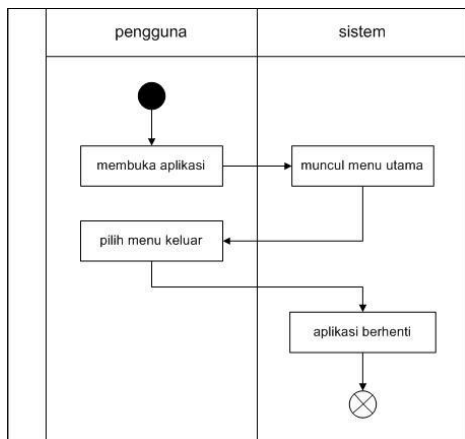 pengguna
sistem
membuka aplikasi
muncul menu utama
pilih menu keluar
aplikasi berhenti